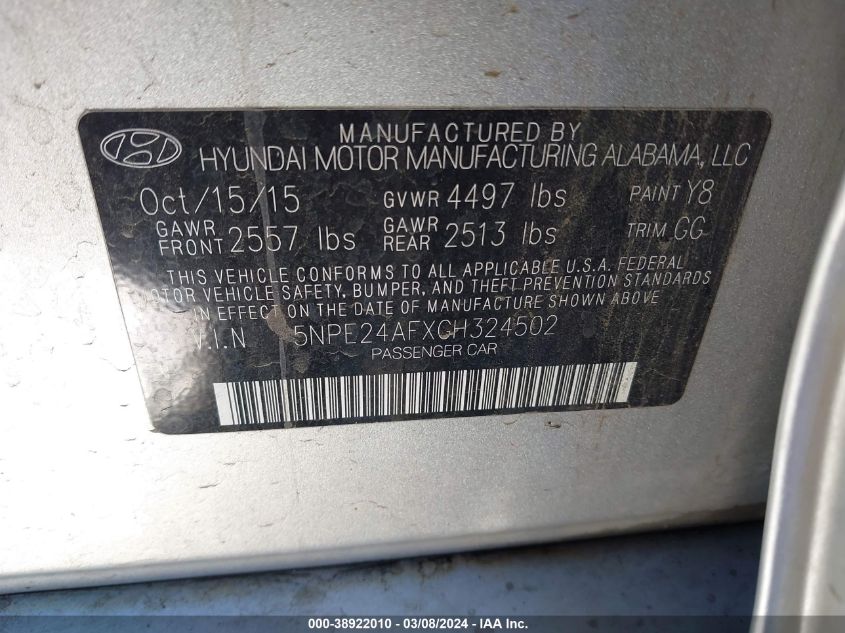 MANUFACTURED BY
HYUNDAI MOTOR MANUFACTURING ALABAMA, LLC
Oct/15/15 GVWR 4497 lbs PAINT Y8
GAWR FRONT 2557 lbs GAWR REAR 2513 lbs TRIM GG
THIS VEHICLE CONFORMS TO ALL APPLICABLE U.S.A. FEDERAL
MOTOR VEHICLE SAFETY, BUMPER, AND THEFT PREVENTION STANDARDS
IN EFFECT ON THE DATE OF MANUFACTURE SHOWN ABOVE
V.I.N 5NPE24AFXGH324502
PASSENGER CAR
000-38922010 - 03/08/2024 - IAA Inc.